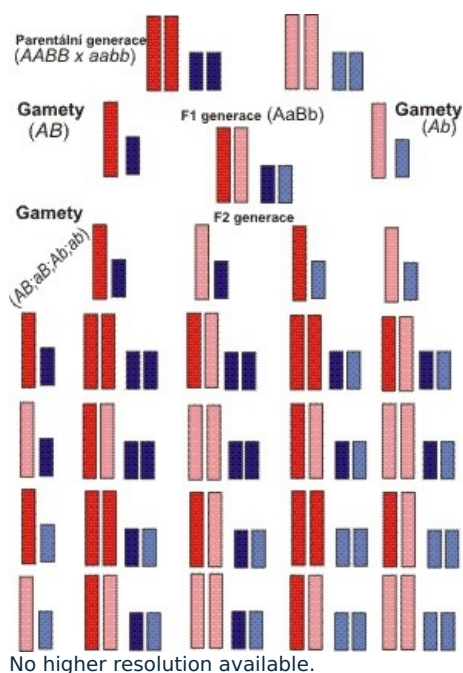 Parentální generace
(AABB x aabb)
Gamety
(AB)
F1 generace (AaBb)
Gamety
(Ab)
Gamety
F2 generace
(AB;aB;Ab;ab)
No higher resolution available.